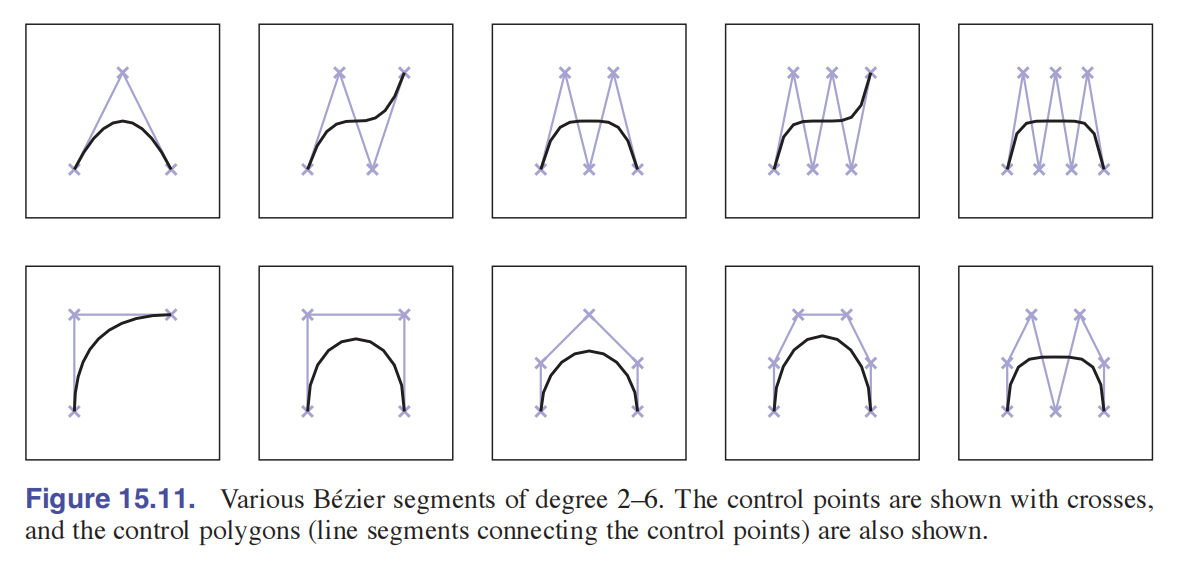 Figure 15.11. Various Bézier segments of degree 2–6. The control points are shown with crosses,
and the control polygons (line segments connecting the control points) are also shown.